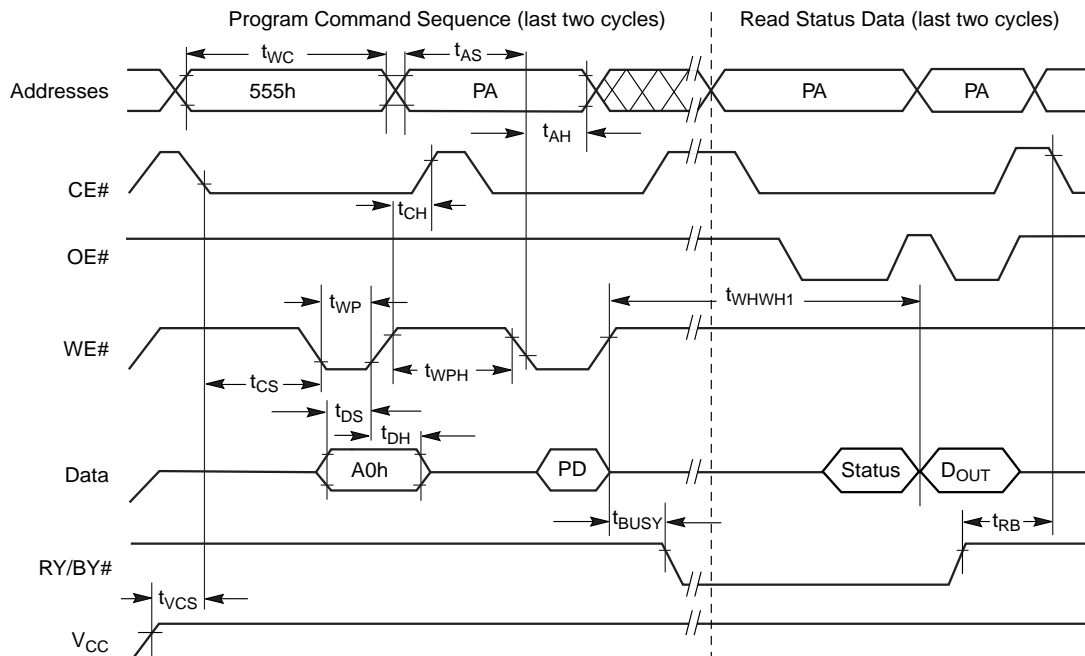 Program Command Sequence (last two cycles)
Read Status Data (last two cycles)
tWC
tAS
Addresses
555h
PA
PA
PA
tAH
CE#
tCH
OE#
tWP
tWHWH1
WE#
tCS
tWPH
tDS
tDH
Data
A0h
PD
Status
DOUT
tBUSY
tRB
RY/BY#
tVCS
VCC